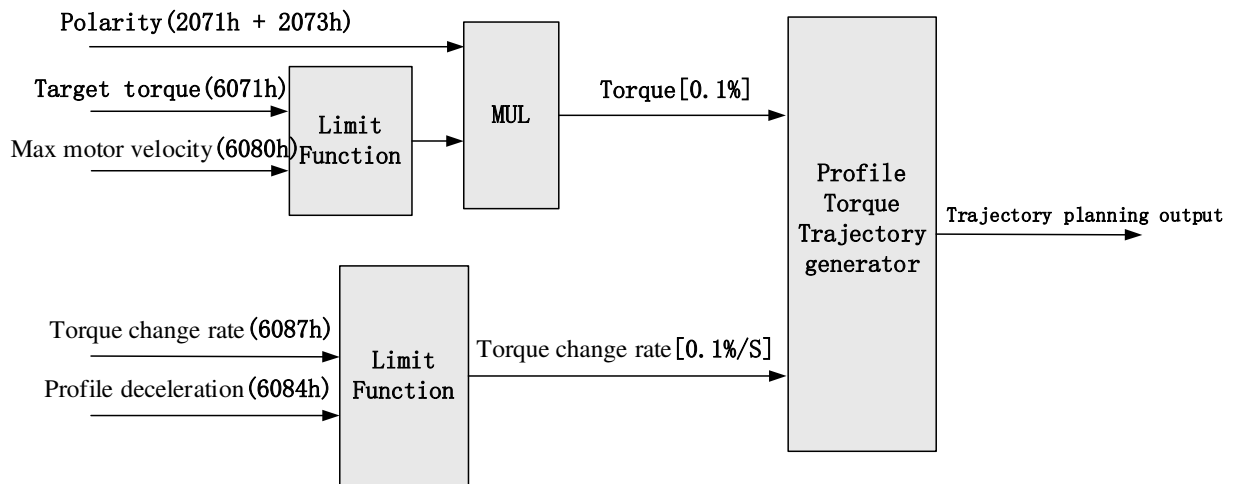 Polarity(2071h + 2073h)
Target torque(6071h)
Max motor velocity(6080h)
Limit
Function
MUL
Torque[0.1%]
Profile
Torque
Trajectory
generator
Trajectory planning output
Torque change rate(6087h)
Profile deceleration(6084h)
Limit
Function
Torque change rate[0.1%/S]